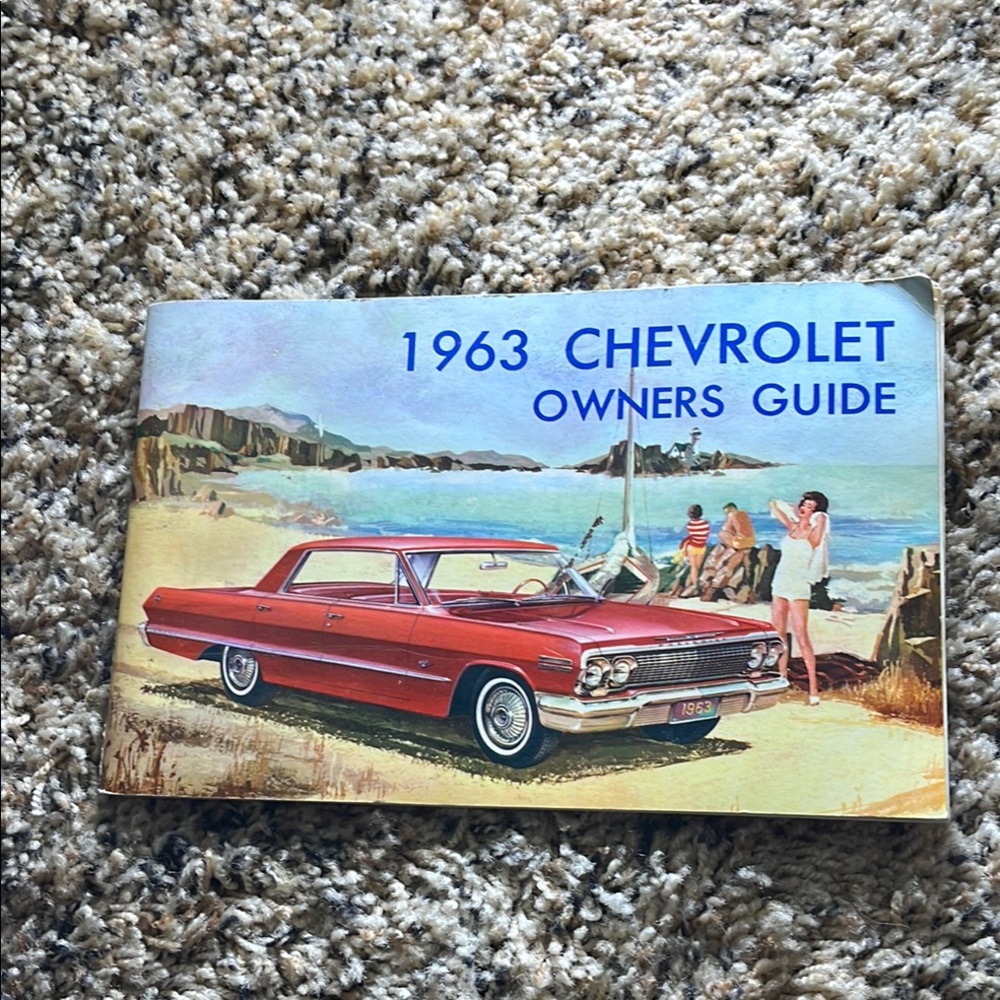 1963 CHEVROLET
OWNERS GUIDE
1963